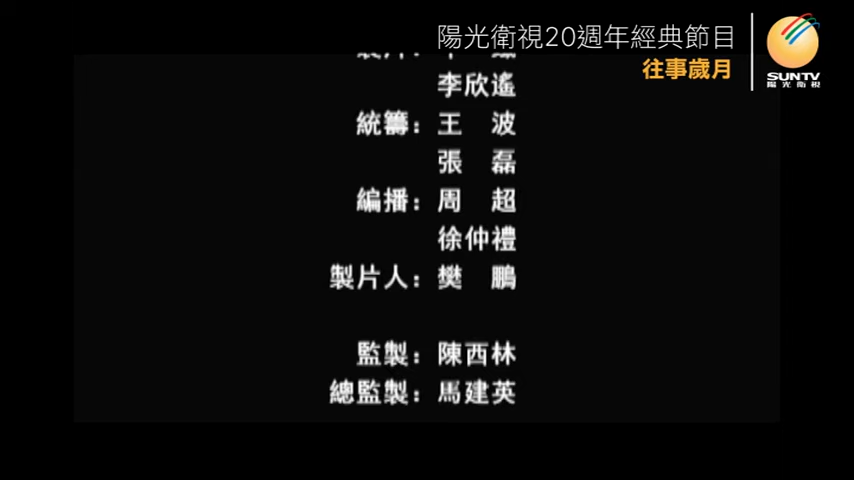 陽光衛視20週年經典節目
往事歲月
SUNTV
陽光衛視
李欣遙
統籌：王　波
張　磊
編播：周　超
徐仲禮
製片人：樊　鵬
監製：陳西林
總監製：馬建英